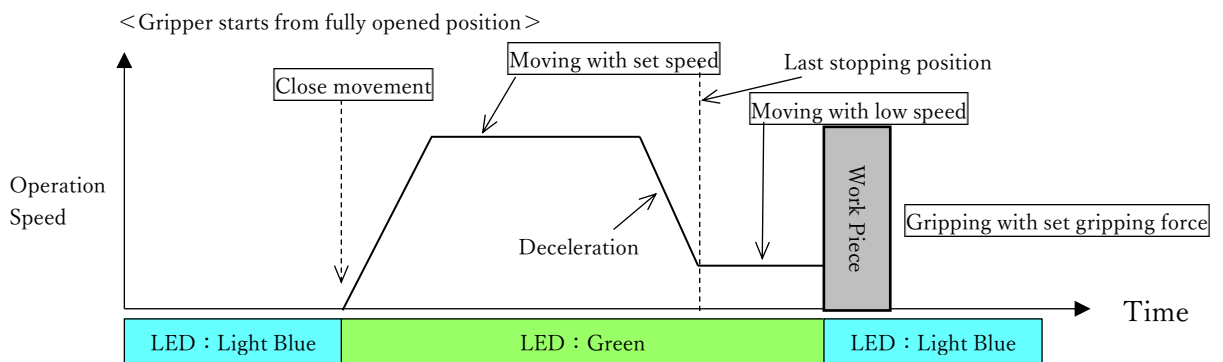 ＜Gripper starts from fully opened position＞
Moving with set speed
Last stopping position
Close movement
Moving with low speed
Operation
Speed
Work Piece
Gripping with set gripping force
Deceleration
Time
LED：Light Blue
LED：Green
LED：Light Blue